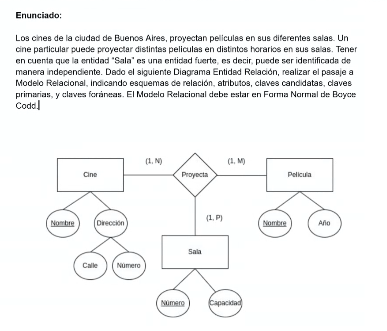 Enunciado:
Los cines de la ciudad de Buenos Aires, proyectan películas en sus diferentes salas. Un
cine particular puede proyectar distintas películas en distintos horarios en sus salas. Tener
en cuenta que la entidad "Sala" es una entidad fuerte, es decir, puede ser identificada de
manera independiente. Dado el siguiente Diagrama Entidad Relación, realizar el pasaje a
Modelo Relacional, indicando esquemas de relación, atributos, claves candidatas, claves
primarias, y claves foráneas. El Modelo Relacional debe estar en Forma Normal de Boyce
Codd.
(1, N)
(1, M)
Cine
Proyecta
Película
(1, P)
Nombre
Dirección
Nombre
Año
Sala
Calle
Número
Número
Capacidad